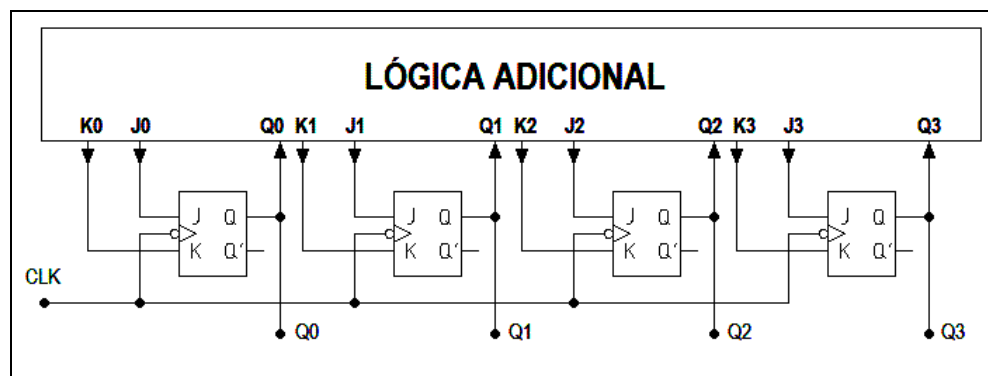 LÓGICA ADICIONAL
K0 J0 Q0 K1 J1 Q1 K2 J2 Q2 K3 J3 Q3
J Q J Q J Q J Q
K Q' K Q' K Q' K Q'
CLK
Q0 Q1 Q2 Q3